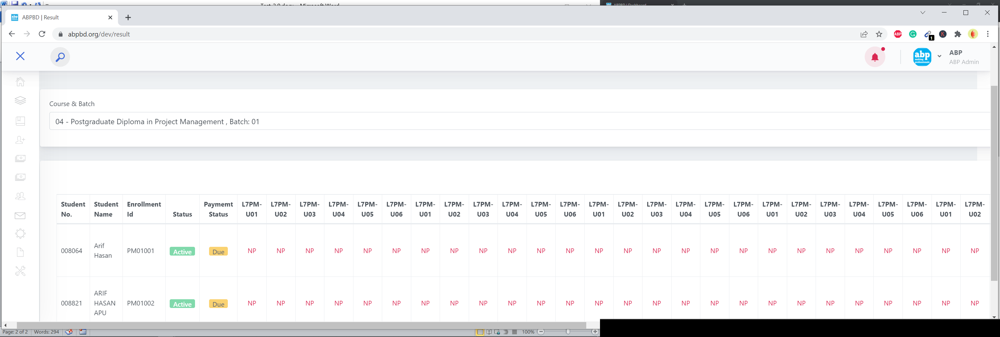 ABPBD | Result
abpbd.org/dev/result
ABP
1
K
abp
making
professionals
ABP
ABP Admin
Course & Batch
04 - Postgraduate Diploma in Project Management , Batch: 01
Student No. Student Name Enrollment Id Status Paymemt Status L7PM-U01 L7PM-U02 L7PM-U03 L7PM-U04 L7PM-U05 L7PM-U06 L7PM-U01 L7PM-U02 L7PM-U03 L7PM-U04 L7PM-U05 L7PM-U06 L7PM-U01 L7PM-U02 L7PM-U03 L7PM-U04 L7PM-U05 L7PM-U06 L7PM-U01 L7PM-U02 L7PM-U03 L7PM-U04 L7PM-U05 L7PM-U06 L7PM-U01 L7PM-U02
008064 Arif Hasan PM01001 Active Due NP NP NP NP NP NP NP NP NP NP NP NP NP NP NP NP NP NP NP NP NP NP NP NP NP NP
008821 ARIF HASAN APU PM01002 Active Due NP NP NP NP NP NP NP NP NP NP NP NP NP NP NP NP NP NP NP NP NP NP NP NP NP NP
Page: 2 of 2 Words: 294 100%